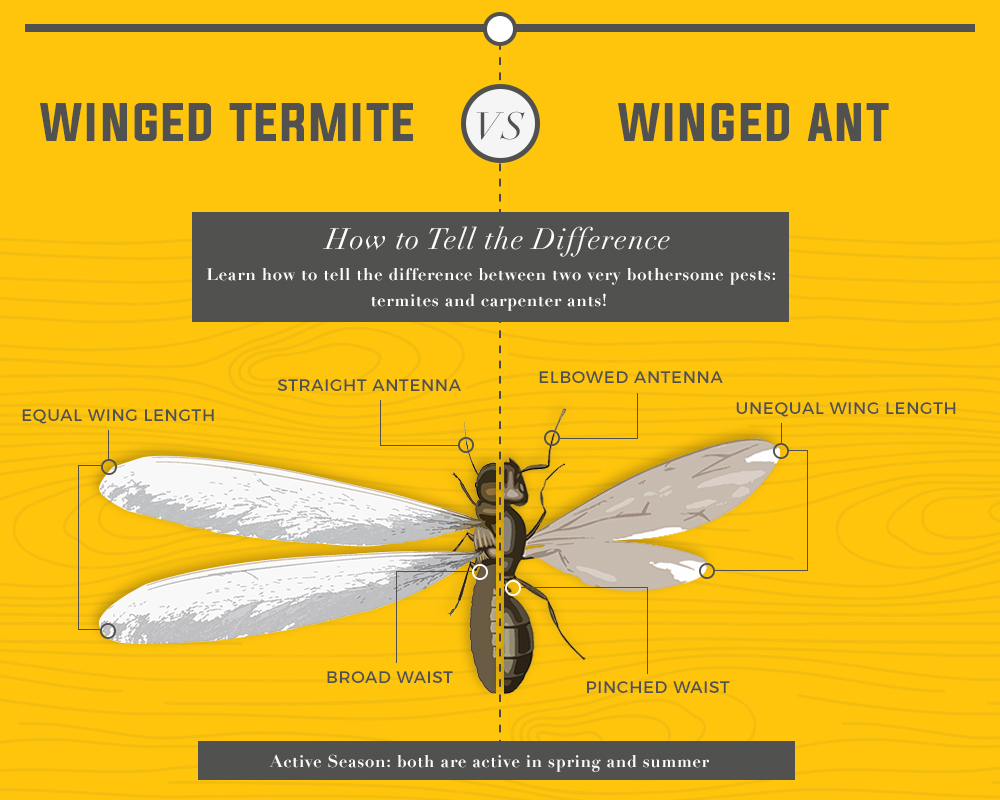 WINGED TERMITE VS WINGED ANT
How to Tell the Difference
Learn how to tell the difference between two very bothersome pests:
termites and carpenter ants!
STRAIGHT ANTENNA
ELBOWED ANTENNA
EQUAL WING LENGTH
UNEQUAL WING LENGTH
BROAD WAIST
PINCHED WAIST
Active Season: both are active in spring and summer